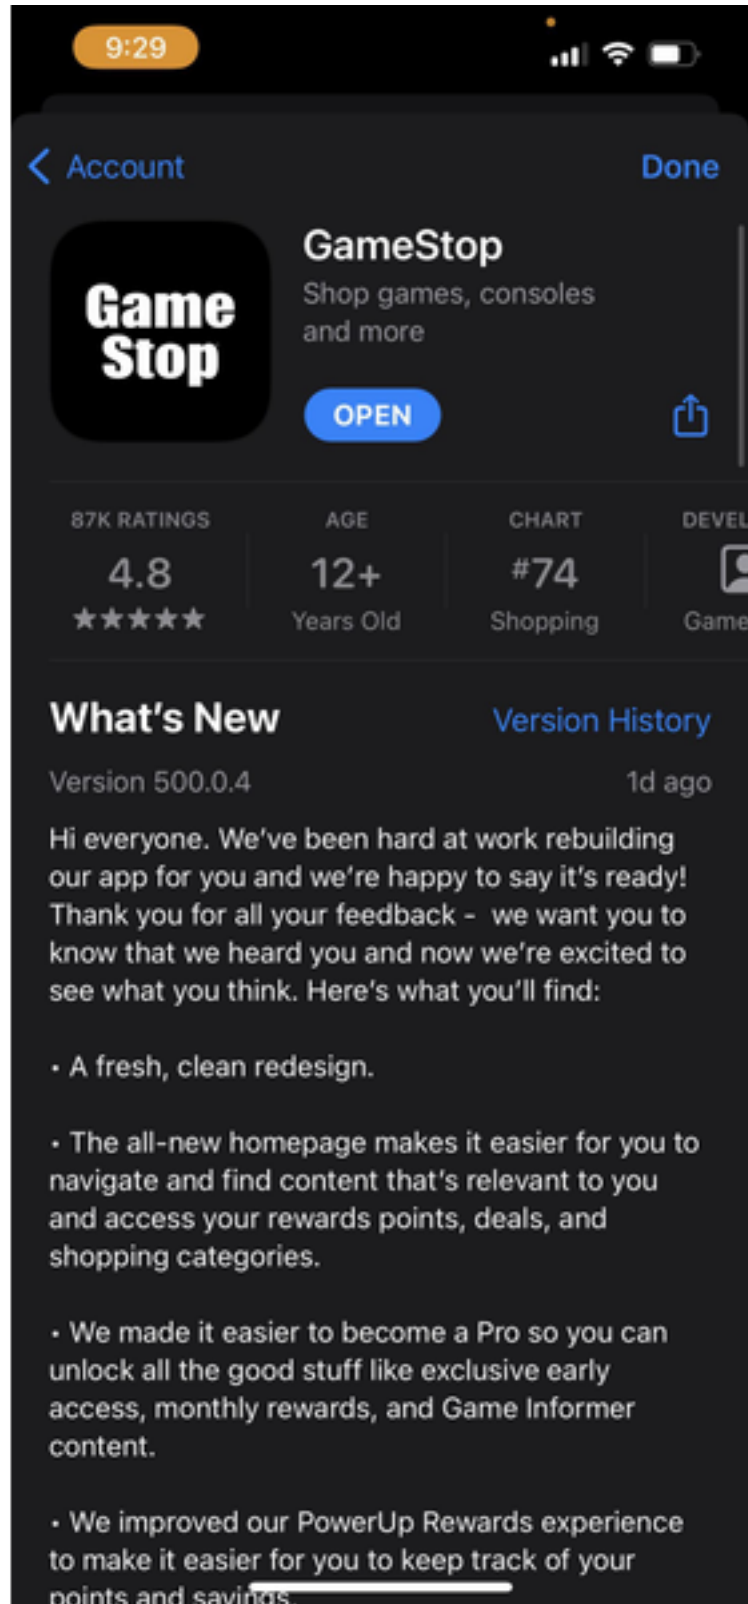 9:29
Account
Done
Game
Stop
GameStop
Shop games, consoles
and more
OPEN
87K RATINGS
4.8
★★★★★
AGE
12+
Years Old
CHART
#74
Shopping
DEVEL
Game
What's New
Version History
Version 500.0.4
1d ago
Hi everyone. We've been hard at work rebuilding
our app for you and we're happy to say it's ready!
Thank you for all your feedback -  we want you to
know that we heard you and now we're excited to
see what you think. Here's what you'll find:
• A fresh, clean redesign.
• The all-new homepage makes it easier for you to
navigate and find content that's relevant to you
and access your rewards points, deals, and
shopping categories.
• We made it easier to become a Pro so you can
unlock all the good stuff like exclusive early
access, monthly rewards, and Game Informer
content.
• We improved our PowerUp Rewards experience
to make it easier for you to keep track of your
points and savings.